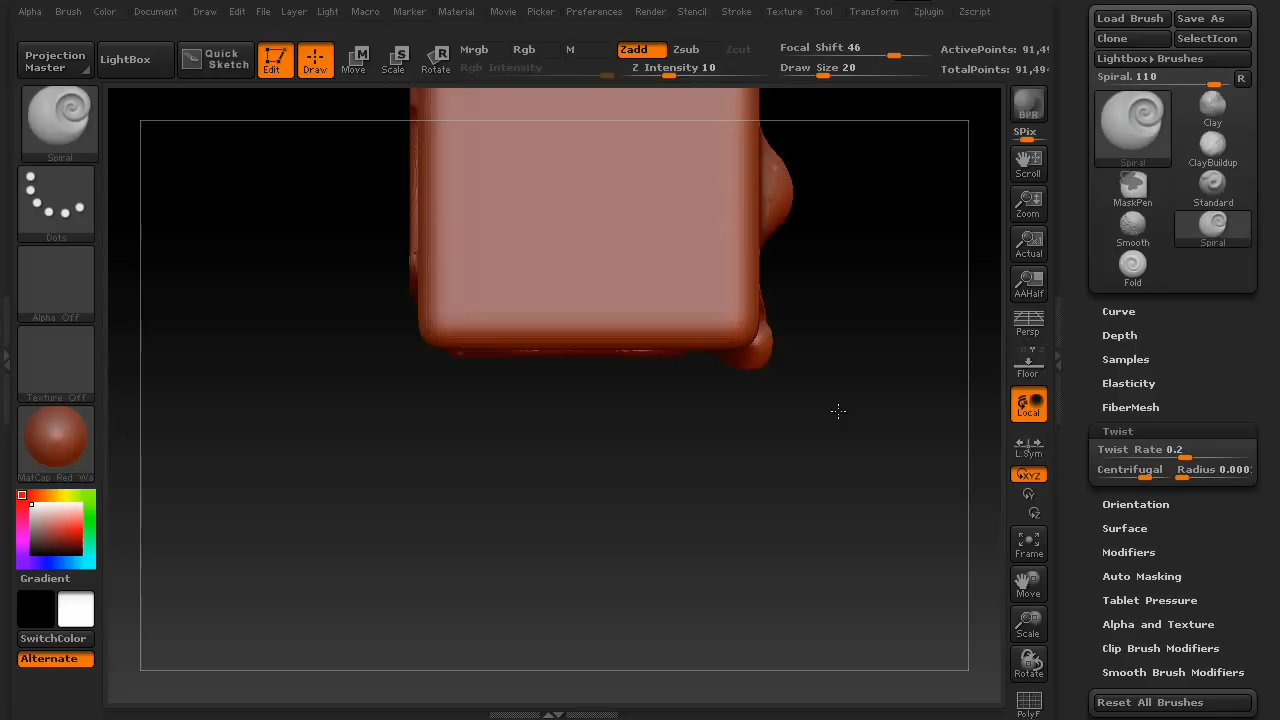 Alpha Brush Color Document Draw Edit File Layer Light Macro Marker Material Movie Picker Preferences Render Stencil Stroke Texture Tool Transform Zplugin Zscript
Projection Master
LightBox
Quick Sketch
Edit
Draw
Move
Scale
Rotate
Mrgb Rgb M
Rgb Intensity
Zadd Zsub Zcut
Z Intensity 10
Focal Shift 46
Draw Size 20
ActivePoints: 91,49
TotalPoints: 91,494
Spiral
Dots
Alpha Off
Texture Off
MatCap Red Wa
Gradient
SwitchColor
Alternate
BPR
SPix
Scroll
Zoom
Actual
AAHalf
Persp
Floor
Local
L.Sym
XYZ
Y
Z
Frame
Move
Scale
Rotate
PolyF
Load Brush Save As
Clone SelectIcon
Lightbox▸Brushes
Spiral. 110 R
Spiral
Clay
ClayBuildup
MaskPen
Standard
Smooth
Spiral
Fold
Curve
Depth
Samples
Elasticity
FiberMesh
Twist
Twist Rate 0.2
Centrifugal Radius 0.000
Orientation
Surface
Modifiers
Auto Masking
Tablet Pressure
Alpha and Texture
Clip Brush Modifiers
Smooth Brush Modifiers
Reset All Brushes